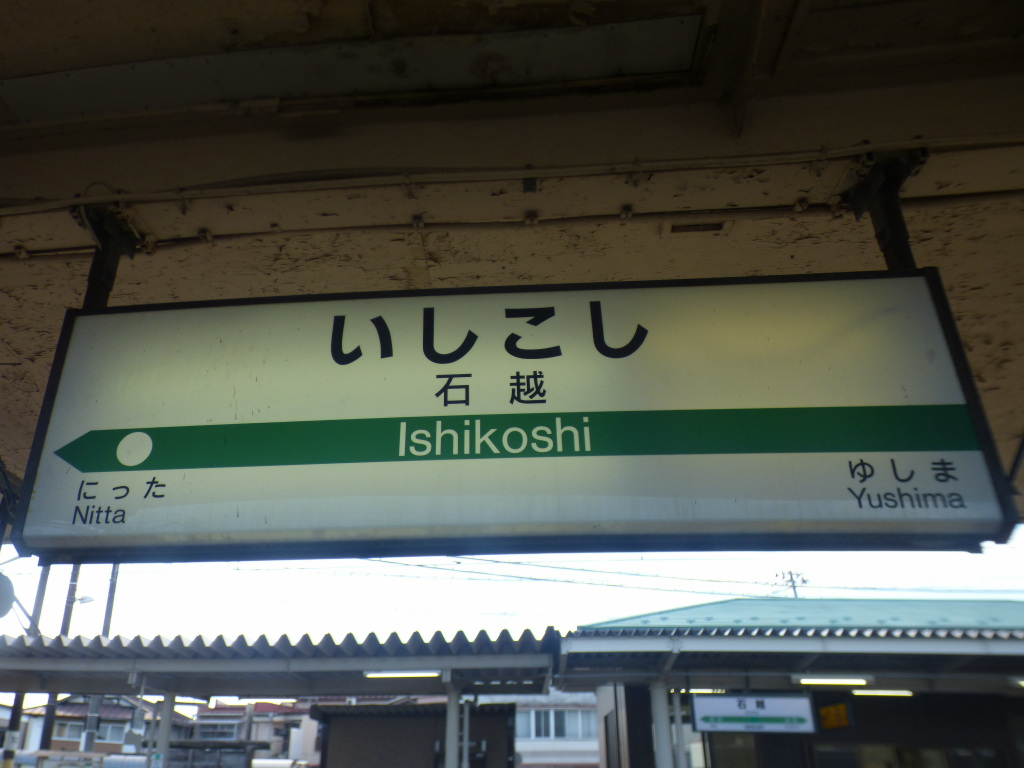 いしこし
石越
Ishikoshi
にった
Nitta
ゆしま
Yushima
石越